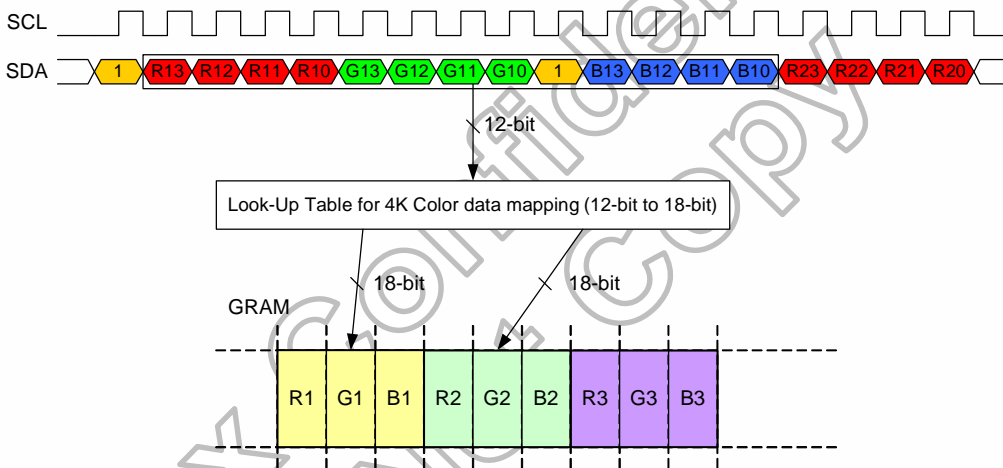 SCL
SDA 1 R13 R12 R11 R10 G13 G12 G11 G10 1 B13 B12 B11 B10 R23 R22 R21 R20
12-bit
Look-Up Table for 4K Color data mapping (12-bit to 18-bit)
18-bit 18-bit
GRAM
R1 G1 B1 R2 G2 B2 R3 G3 B3
Copy